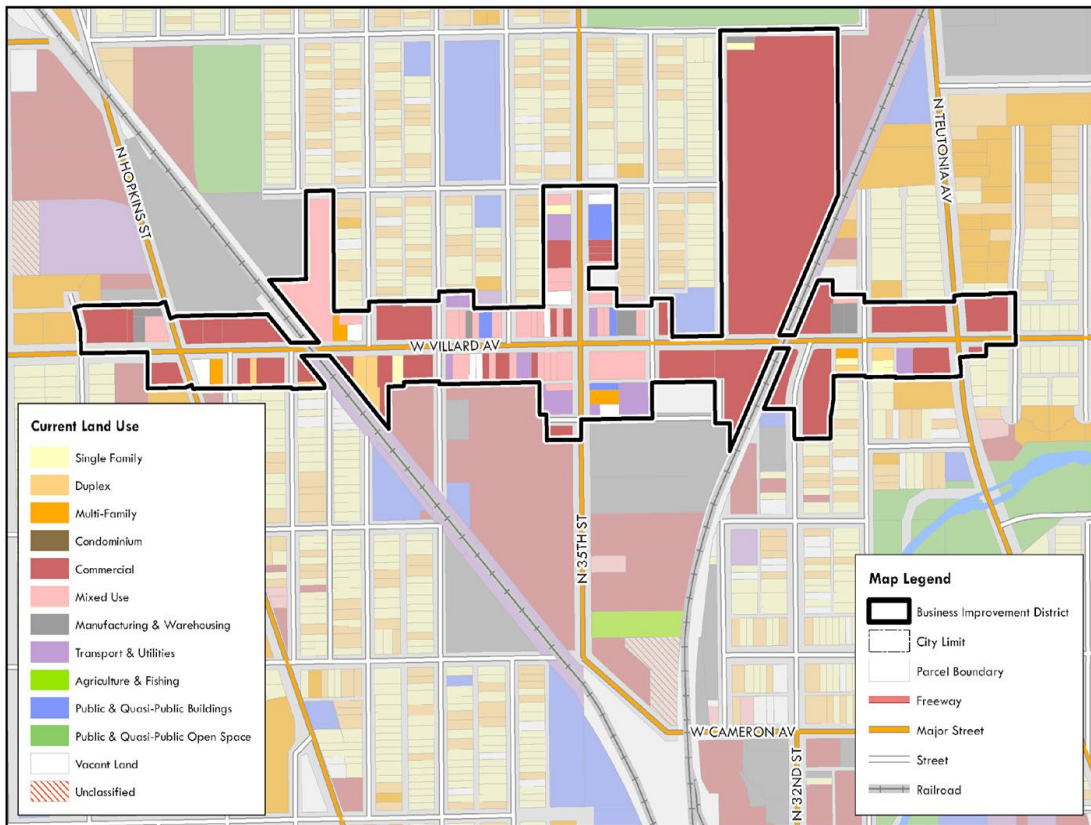 N HOPKINS ST
N TEUTONIA AV
W VILLARD AV
N 35TH ST
W CAMERON AV
N 32ND ST
Current Land Use
Single Family
Duplex
Multi-Family
Condominium
Commercial
Mixed Use
Manufacturing & Warehousing
Transport & Utilities
Agriculture & Fishing
Public & Quasi-Public Buildings
Public & Quasi-Public Open Space
Vacant Land
Unclassified
Map Legend
Business Improvement District
City Limit
Parcel Boundary
Freeway
Major Street
Street
Railroad